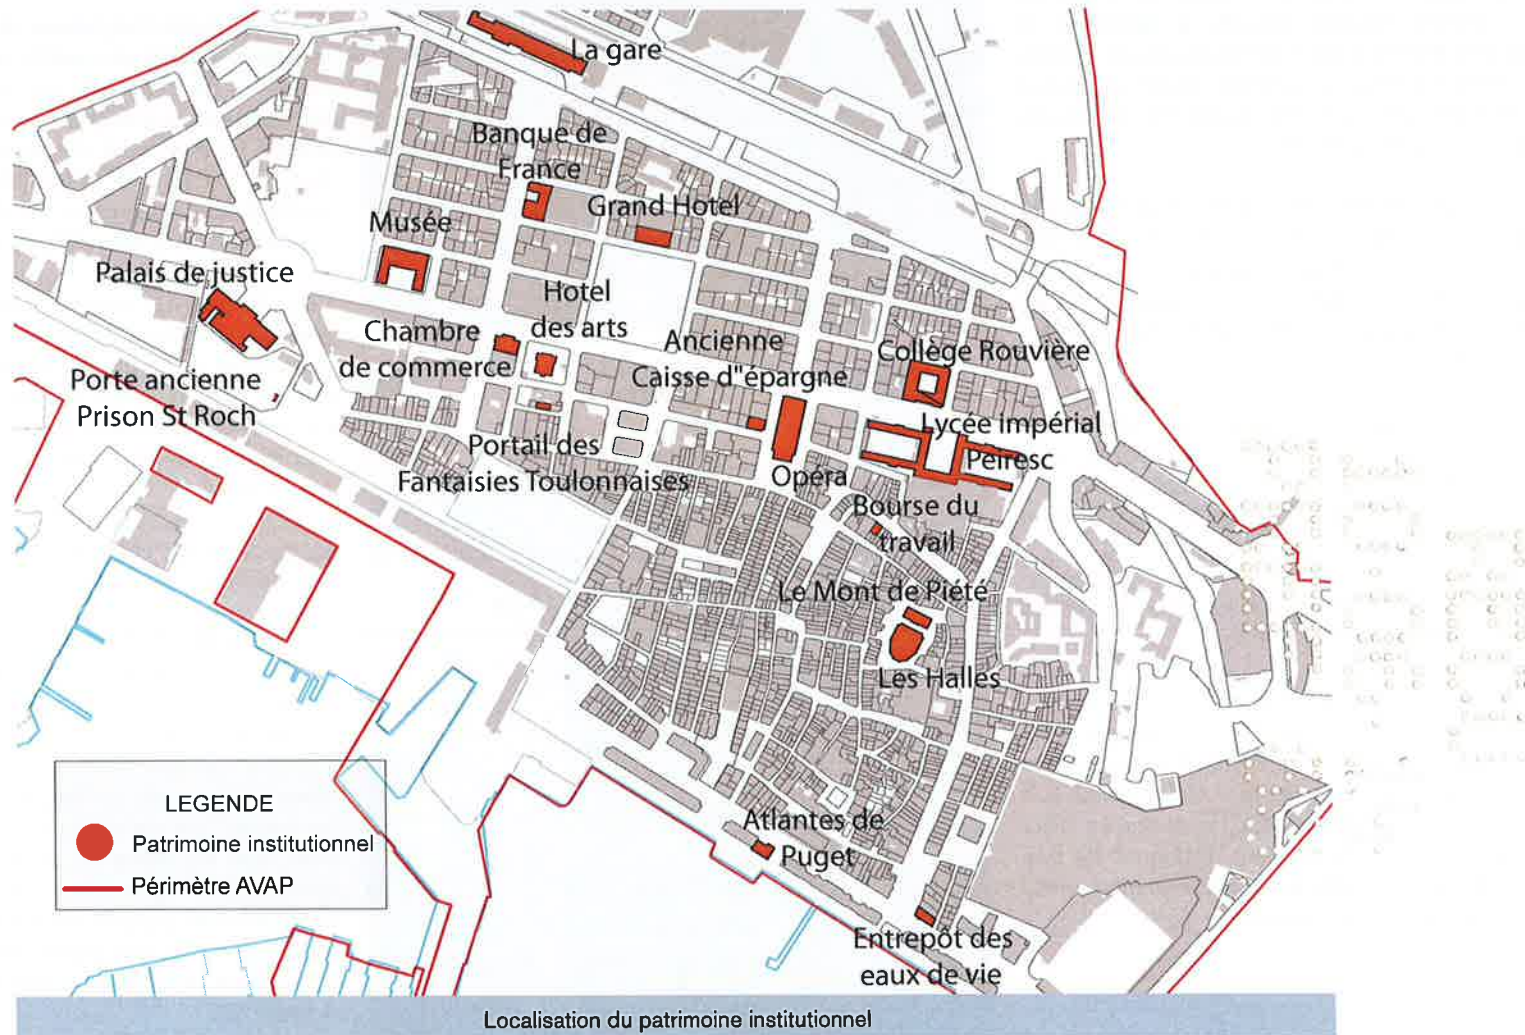 La gare
Banque de
France
Grand Hotel
Musée
Palais de justice
Hotel
des arts
Chambre
de commerce
Ancienne
Caisse d"épargne
Collège Rouvière
Porte ancienne
Prison St Roch
Lycée impérial
Peiresc
Portail des
Fantaisies Toulonnaises
Opéra
Bourse du
travail
Le Mont de Piété
Les Halles
LEGENDE
Patrimoine institutionnel
Périmètre AVAP
Atlantes de
Puget
Entrepôt des
eaux de vie
Localisation du patrimoine institutionnel